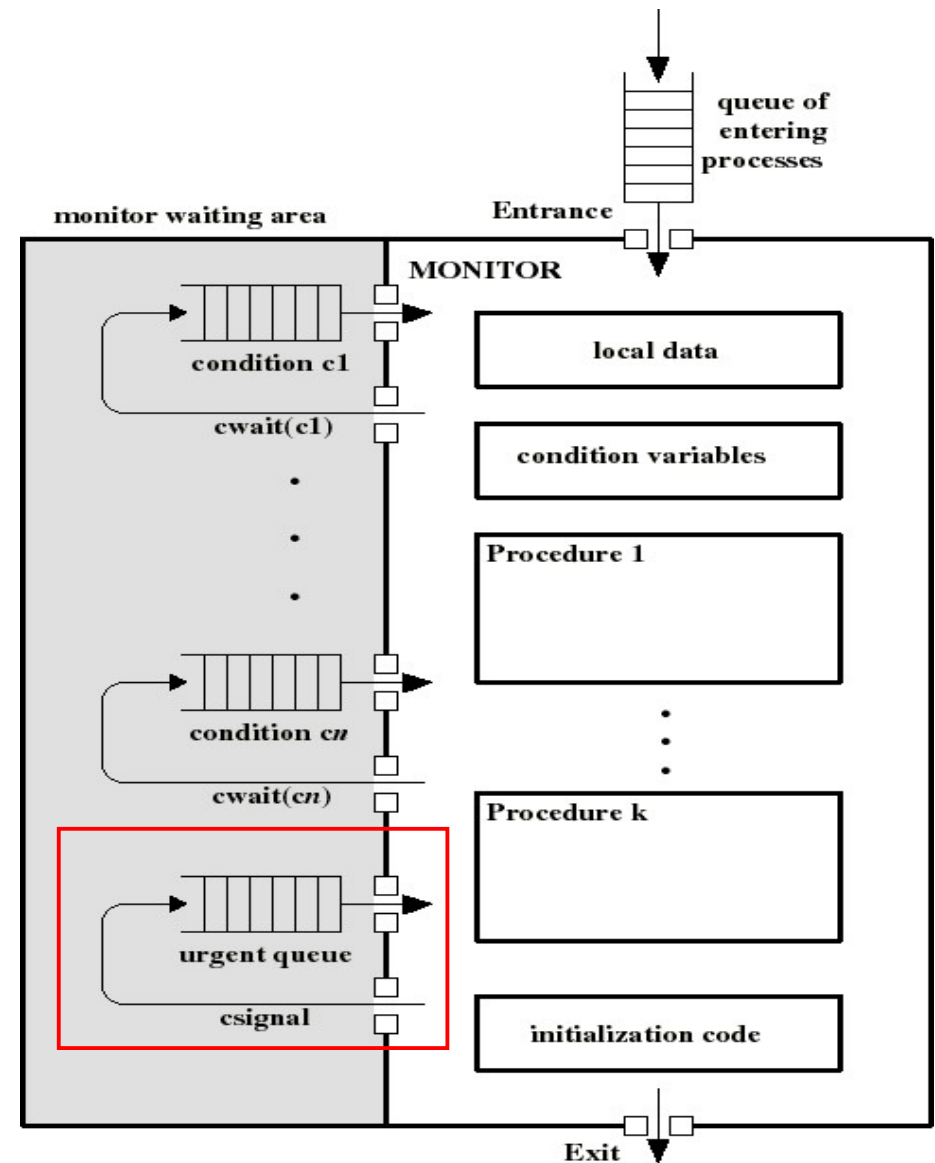 queue of
entering
processes
Entrance
monitor waiting area
MONITOR
condition c1
local data
cwait(c1)
condition variables
Procedure 1
condition cn
cwait(cn)
Procedure k
urgent queue
csignal
initialization code
Exit